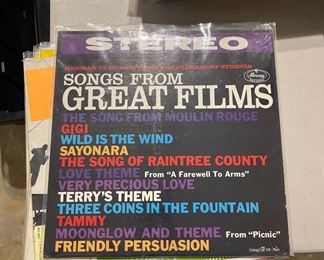 STEREO
HERMAN CLEBANOFF AND THE CLEBANOFF STRINGS
Mercury
RECORDS
SONGS FROM
GREAT FILMS
THE SONG FROM MOULIN ROUGE
GIGI
WILD IS THE WIND
SAYONARA
THE SONG OF RAINTREE COUNTY
LOVE THEME From "A Farewell To Arms"
VERY PRECIOUS LOVE
TERRY'S THEME
THREE COINS IN THE FOUNTAIN
TAMMY
MOONGLOW AND THEME From "Picnic"
FRIENDLY PERSUASION